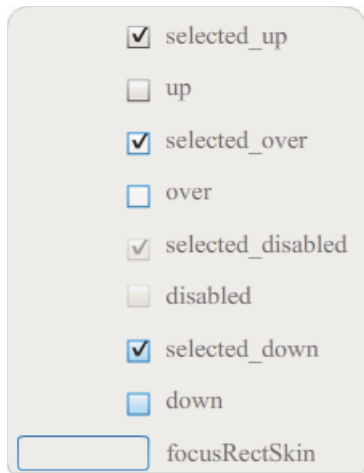 selected_up
up
selected_over
over
selected_disabled
disabled
selected_down
down
focusRectSkin